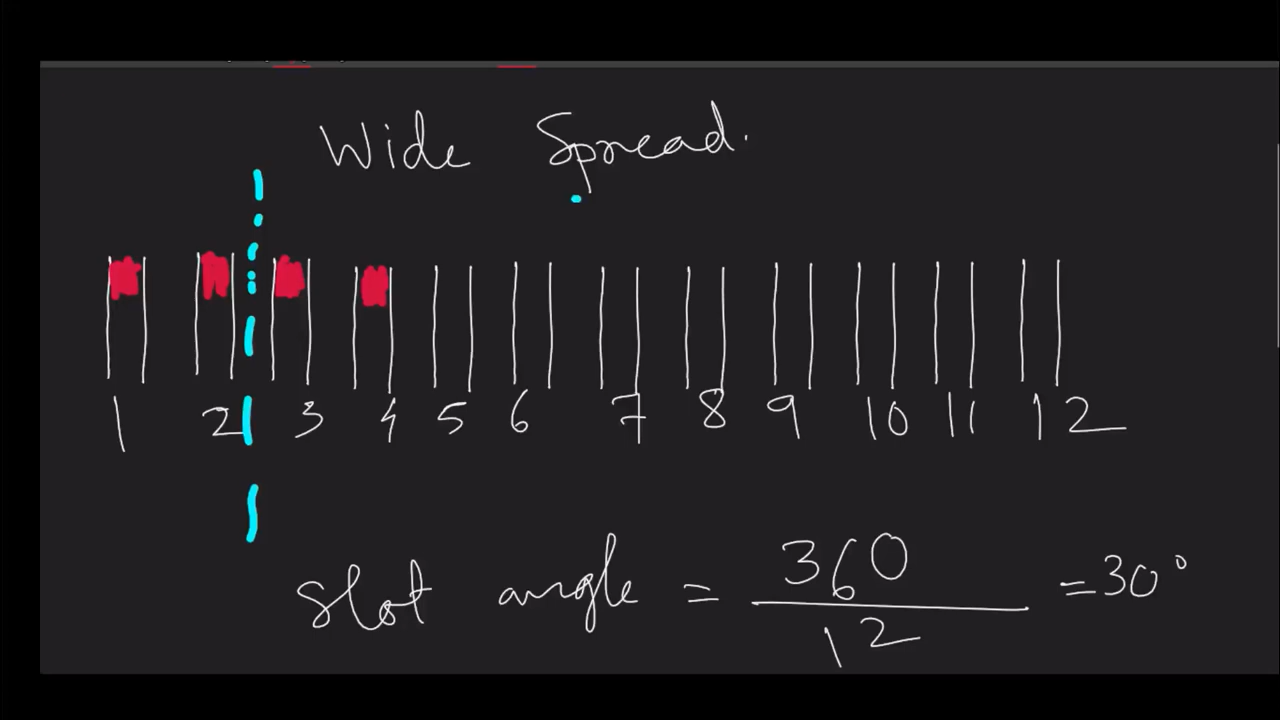 Wide Spread.
1 2 3 4 5 6 7 8 9 10 11 12
Slot angle = 360 / 12 = 30°